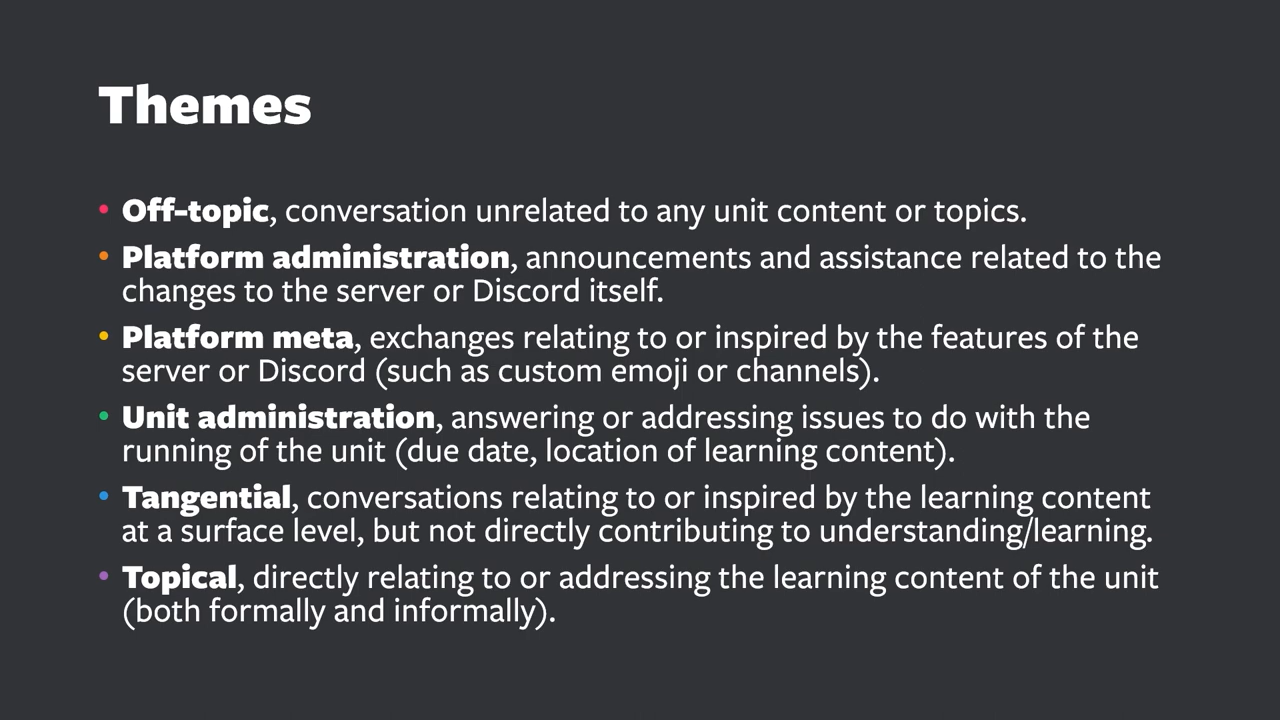 Themes
• Off-topic, conversation unrelated to any unit content or topics.
• Platform administration, announcements and assistance related to the
changes to the server or Discord itself.
• Platform meta, exchanges relating to or inspired by the features of the
server or Discord (such as custom emoji or channels).
• Unit administration, answering or addressing issues to do with the
running of the unit (due date, location of learning content).
• Tangential, conversations relating to or inspired by the learning content
at a surface level, but not directly contributing to understanding/learning.
• Topical, directly relating to or addressing the learning content of the unit
(both formally and informally).